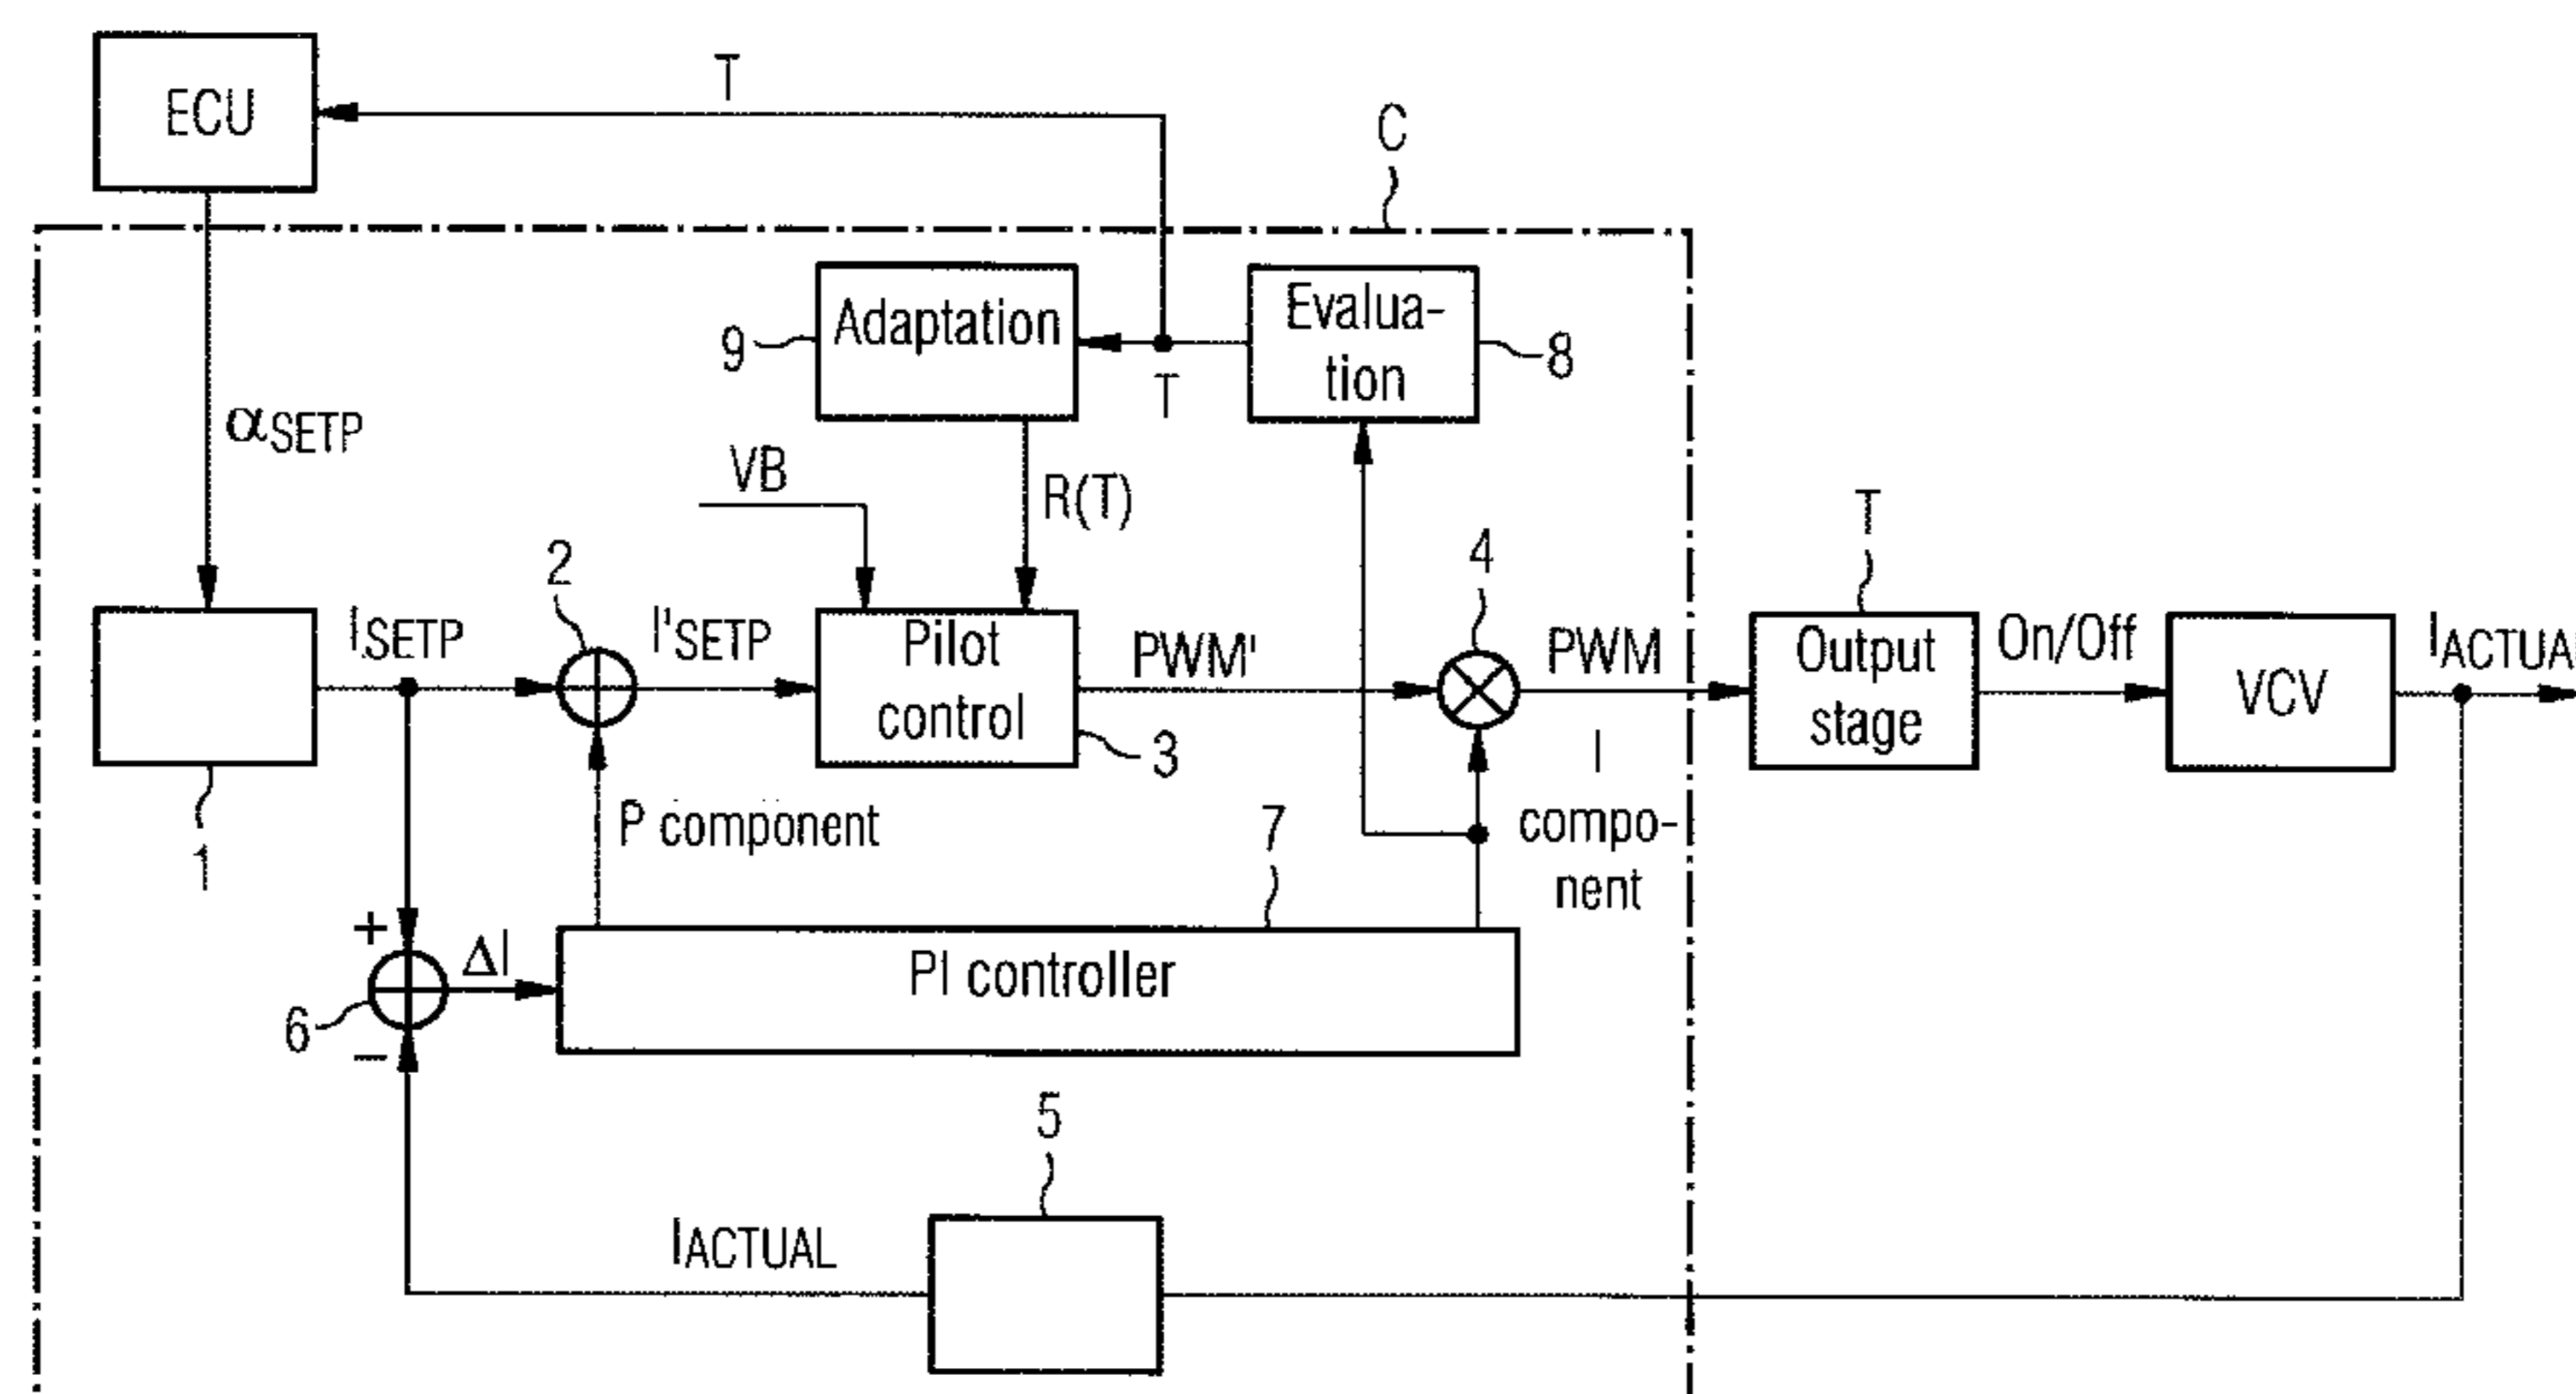 T
ECU
C
Adaptation
Evalua-
tion
9
8
T
αSETP
VB
R(T)
T
2
4
ISETP
I'SETP
Pilot
control
PWM'
PWM
Output
stage
On/Off
VCV
IACTUAL
3
P component
I
compo-
nent
7
1
+
ΔI
PI controller
6
−
5
IACTUAL